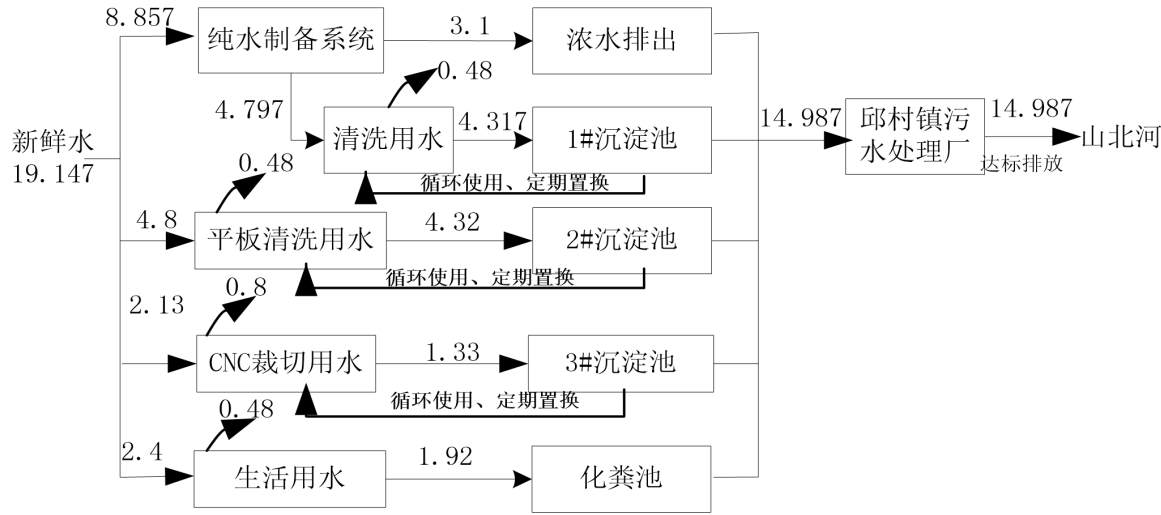 8.857
纯水制备系统
3.1
浓水排出
0.48
4.797
清洗用水
4.317
1#沉淀池
14.987
邱村镇污
水处理厂
14.987
达标排放
山北河
新鲜水
19.147
循环使用、定期置换
0.48
4.8
平板清洗用水
4.32
2#沉淀池
循环使用、定期置换
0.8
2.13
CNC裁切用水
1.33
3#沉淀池
循环使用、定期置换
0.48
2.4
生活用水
1.92
化粪池